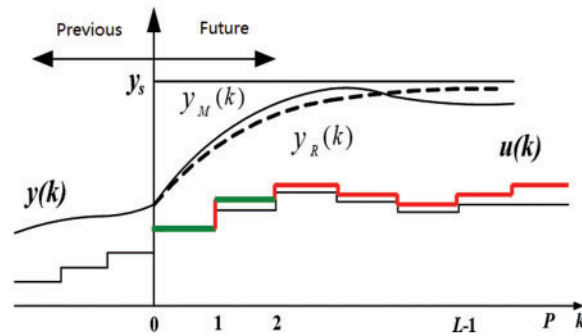 Previous Future
y_s
y_M(k)
y_R(k)
u(k)
y(k)
0 1 2 L-1 P k